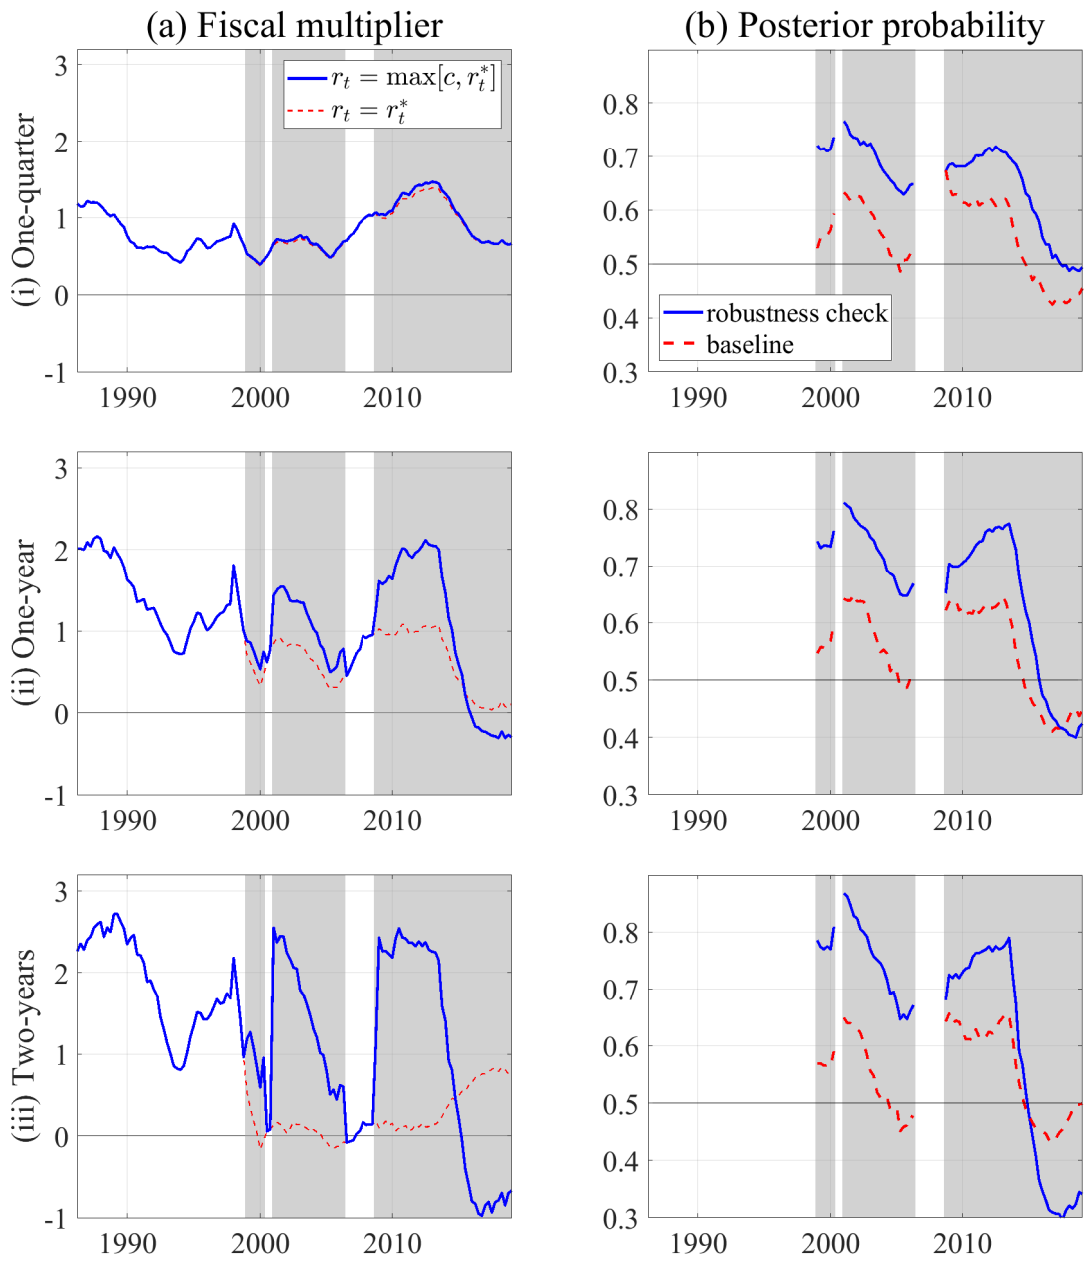 (a) Fiscal multiplier
(b) Posterior probability
(i) One-quarter
3
2
1
0
-1
1990 2000 2010
r_t = max[c, r_t^*]
r_t = r_t^*
0.8
0.7
0.6
0.5
0.4
0.3
1990 2000 2010
robustness check
baseline
(ii) One-year
3
2
1
0
-1
1990 2000 2010
0.8
0.7
0.6
0.5
0.4
0.3
1990 2000 2010
(iii) Two-years
3
2
1
0
-1
1990 2000 2010
0.8
0.7
0.6
0.5
0.4
0.3
1990 2000 2010